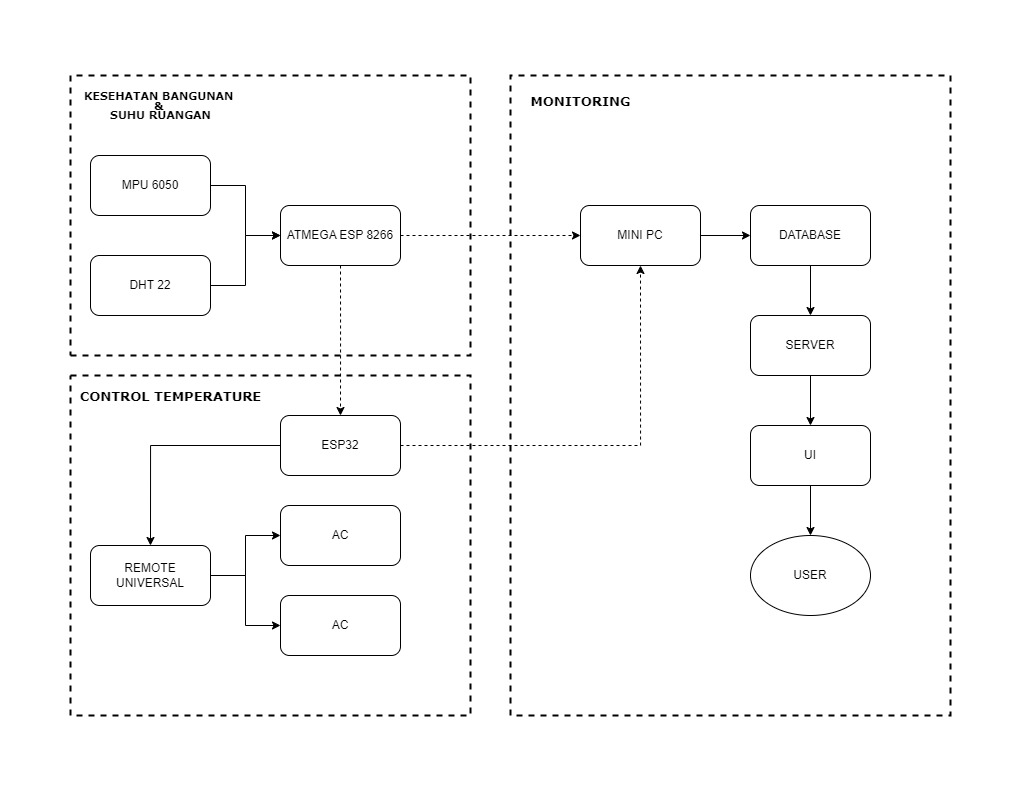 KESEHATAN BANGUNAN
&
SUHU RUANGAN
MPU 6050
DHT 22
ATMEGA ESP 8266
MONITORING
MINI PC
DATABASE
SERVER
UI
USER
CONTROL TEMPERATURE
ESP32
AC
REMOTE
UNIVERSAL
AC